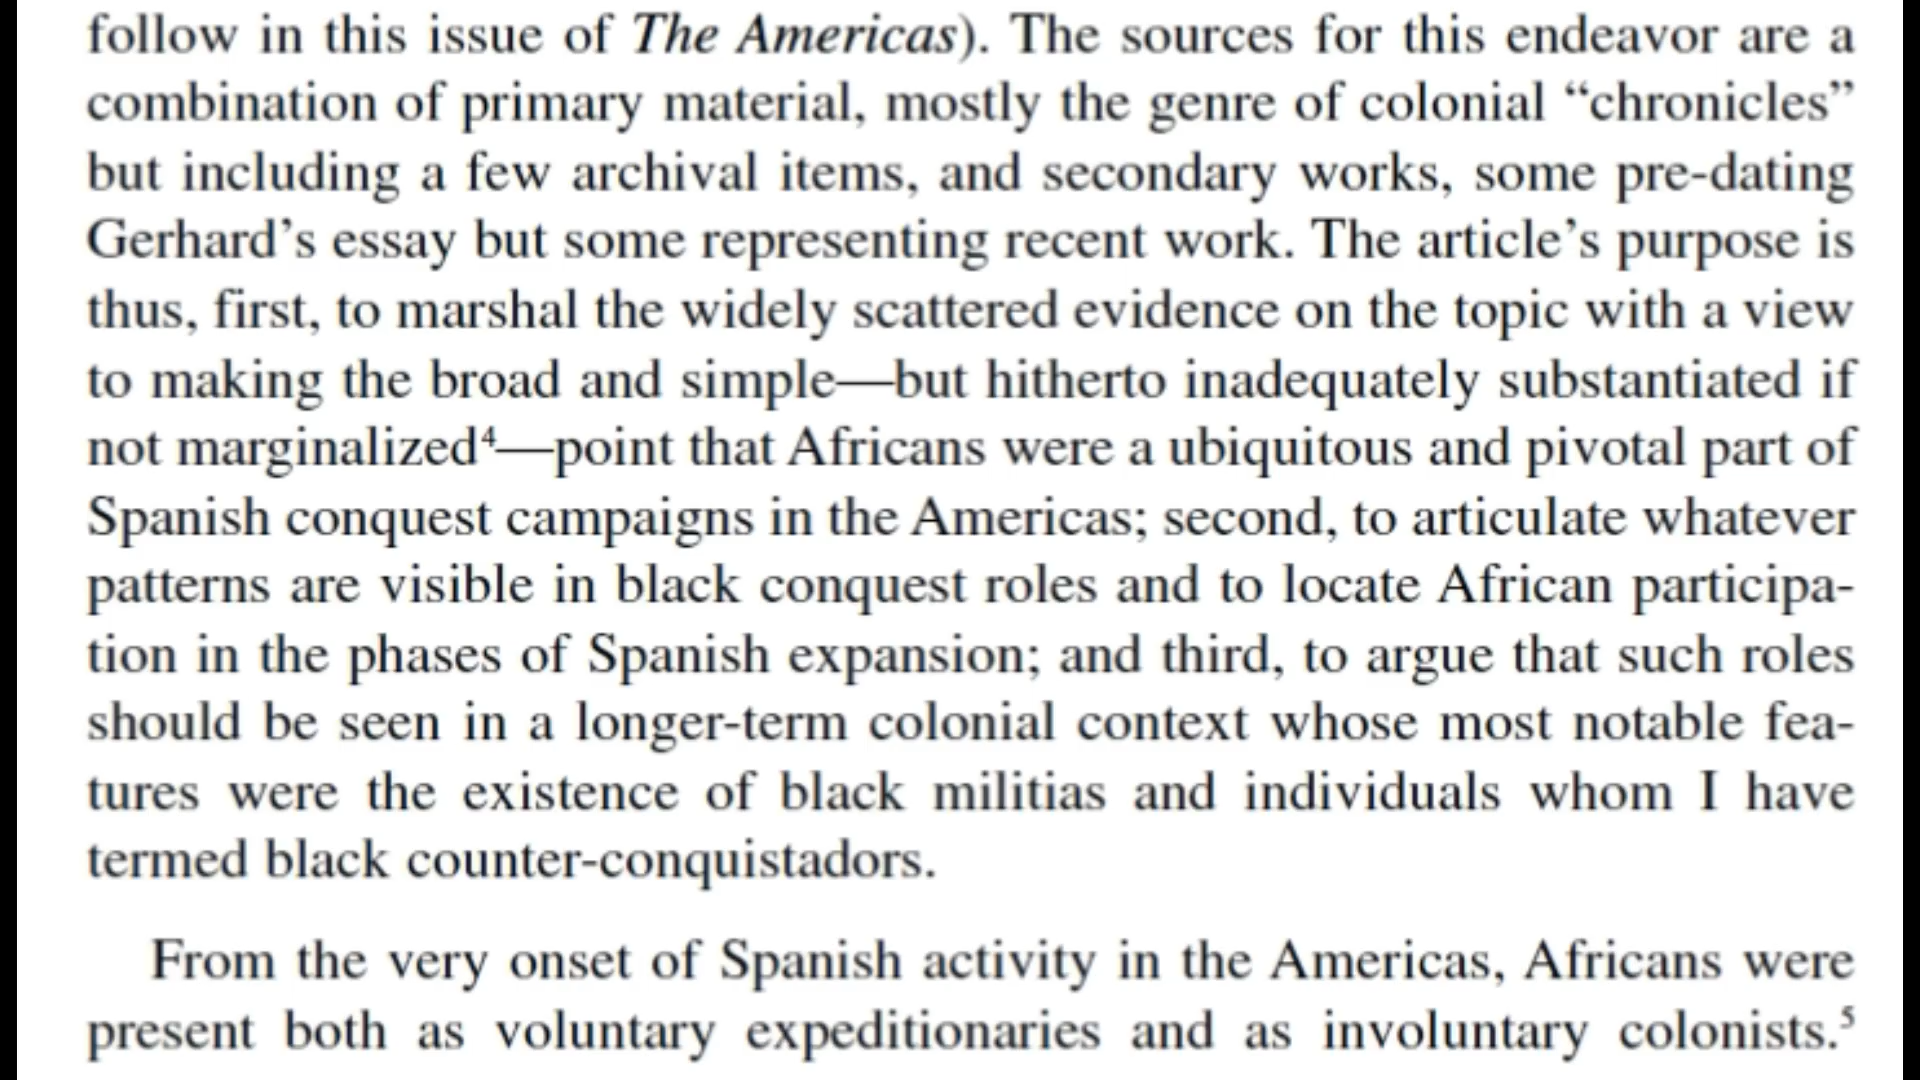 follow in this issue of The Americas). The sources for this endeavor are a
combination of primary material, mostly the genre of colonial “chronicles”
but including a few archival items, and secondary works, some pre-dating
Gerhard’s essay but some representing recent work. The article’s purpose is
thus, first, to marshal the widely scattered evidence on the topic with a view
to making the broad and simple—but hitherto inadequately substantiated if
not marginalized⁴—point that Africans were a ubiquitous and pivotal part of
Spanish conquest campaigns in the Americas; second, to articulate whatever
patterns are visible in black conquest roles and to locate African participa-
tion in the phases of Spanish expansion; and third, to argue that such roles
should be seen in a longer-term colonial context whose most notable fea-
tures were the existence of black militias and individuals whom I have
termed black counter-conquistadors.
From the very onset of Spanish activity in the Americas, Africans were
present both as voluntary expeditionaries and as involuntary colonists.⁵